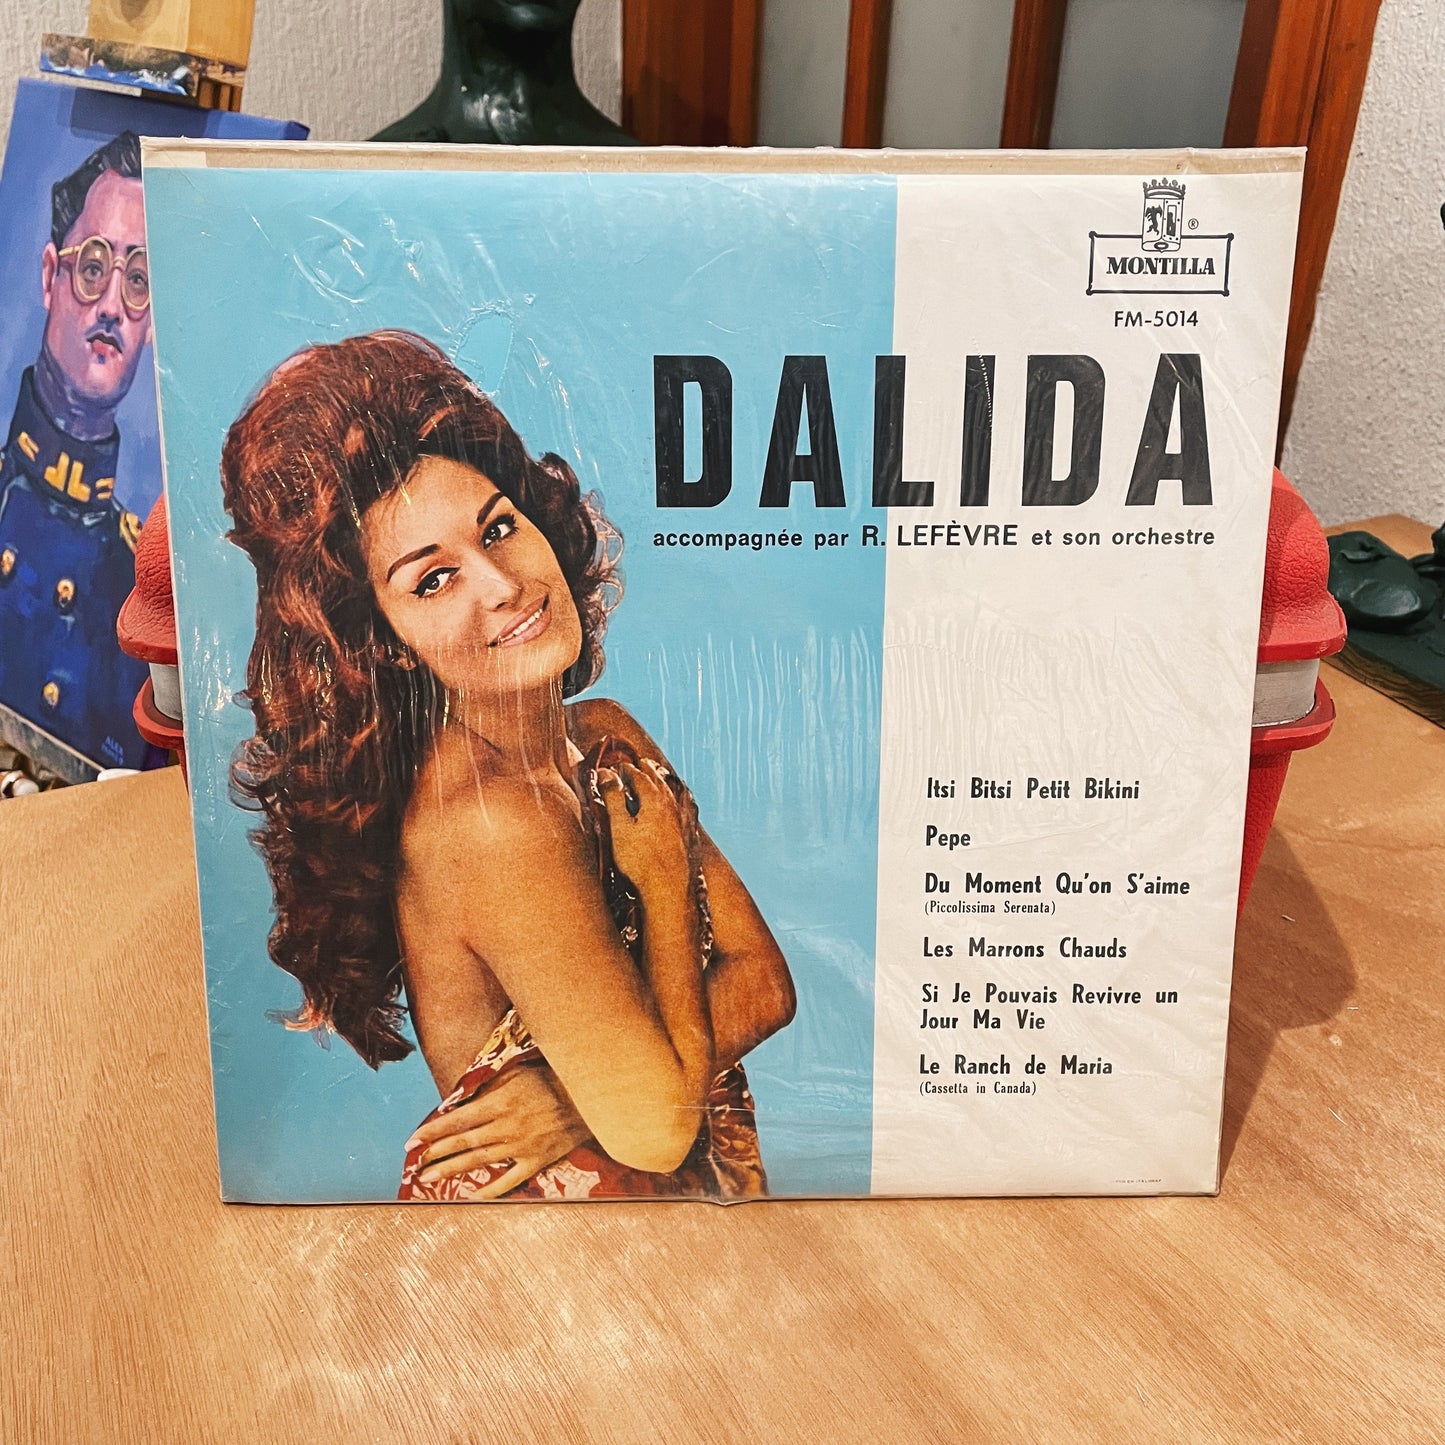 MONTILLA
®
FM-5014
DALIDA
accompagnée par R. LEFÈVRE et son orchestre
Itsi Bitsi Petit Bikini
Pepe
Du Moment Qu'on S'aime
(Piccolissima Serenata)
Les Marrons Chauds
Si Je Pouvais Revivre un
Jour Ma Vie
Le Ranch de Maria
(Cassetta in Canada)
ALEX